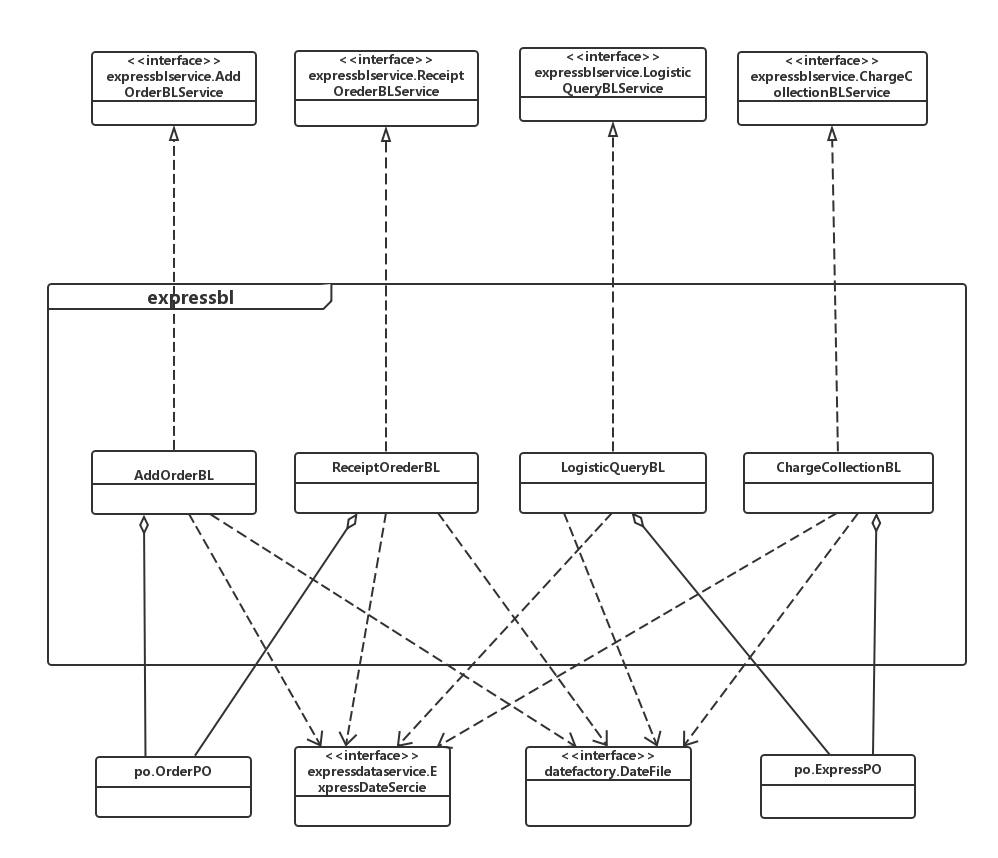 <<interface>>
expressblservice.Add
OrderBLService
<<interface>>
expressblservice.Receipt
OrederBLService
<<interface>>
expressblservice.Logistic
QueryBLService
<<interface>>
expressblservice.ChargeC
ollectionBLService
expressbl
AddOrderBL
ReceiptOrederBL
LogisticQueryBL
ChargeCollectionBL
po.OrderPO
<<interface>>
expressdataservice.E
xpressDateSercie
<<interface>>
datefactory.DateFile
po.ExpressPO